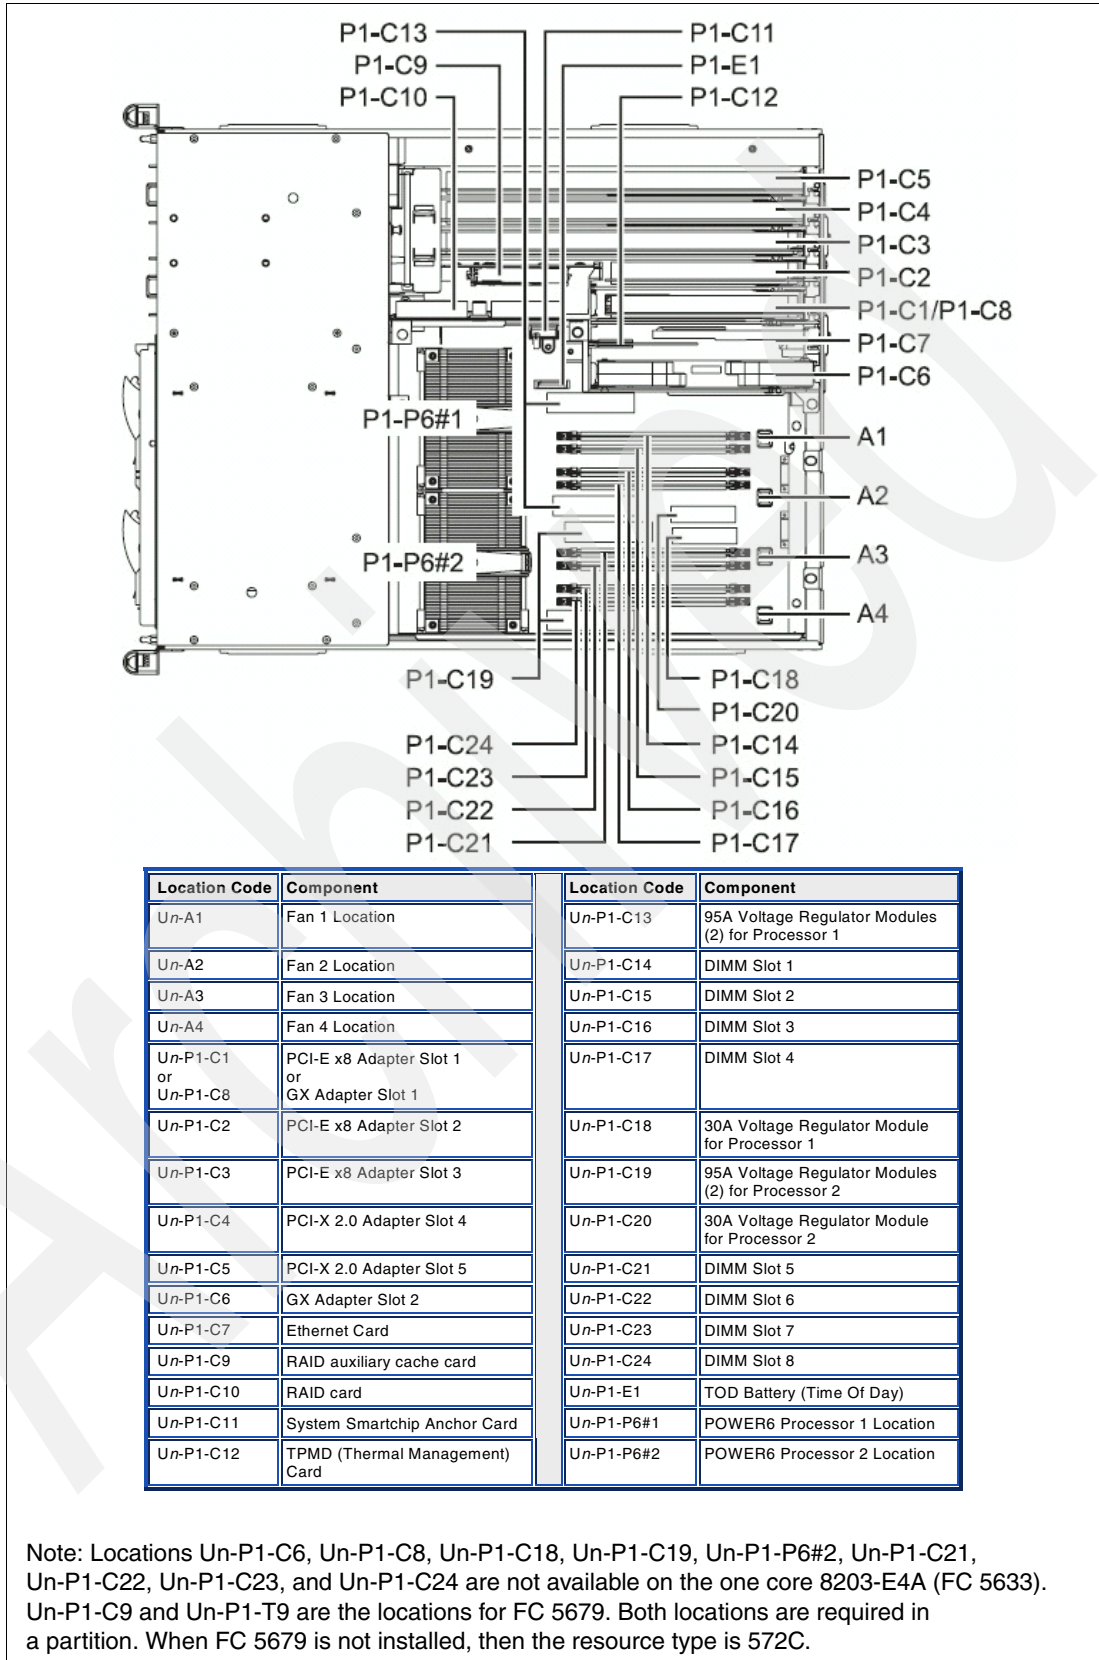 P1-C13
P1-C9
P1-C10
P1-C11
P1-E1
P1-C12
P1-C5
P1-C4
P1-C3
P1-C2
P1-C1/P1-C8
P1-C7
P1-C6
P1-P6#1
A1
A2
P1-P6#2
A3
A4
P1-C19
P1-C18
P1-C20
P1-C24
P1-C14
P1-C23
P1-C15
P1-C22
P1-C16
P1-C21
P1-C17
Location Code Component Location Code Component
Un-A1 Fan 1 Location Un-P1-C13 95A Voltage Regulator Modules
(2) for Processor 1
Un-A2 Fan 2 Location Un-P1-C14 DIMM Slot 1
Un-A3 Fan 3 Location Un-P1-C15 DIMM Slot 2
Un-A4 Fan 4 Location Un-P1-C16 DIMM Slot 3
Un-P1-C1 PCI-E x8 Adapter Slot 1 Un-P1-C17 DIMM Slot 4
or or
Un-P1-C8 GX Adapter Slot 1
Un-P1-C2 PCI-E x8 Adapter Slot 2 Un-P1-C18 30A Voltage Regulator Module
for Processor 1
Un-P1-C3 PCI-E x8 Adapter Slot 3 Un-P1-C19 95A Voltage Regulator Modules
(2) for Processor 2
Un-P1-C4 PCI-X 2.0 Adapter Slot 4 Un-P1-C20 30A Voltage Regulator Module
for Processor 2
Un-P1-C5 PCI-X 2.0 Adapter Slot 5 Un-P1-C21 DIMM Slot 5
Un-P1-C6 GX Adapter Slot 2 Un-P1-C22 DIMM Slot 6
Un-P1-C7 Ethernet Card Un-P1-C23 DIMM Slot 7
Un-P1-C9 RAID auxiliary cache card Un-P1-C24 DIMM Slot 8
Un-P1-C10 RAID card Un-P1-E1 TOD Battery (Time Of Day)
Un-P1-C11 System Smartchip Anchor Card Un-P1-P6#1 POWER6 Processor 1 Location
Un-P1-C12 TPMD (Thermal Management) Un-P1-P6#2 POWER6 Processor 2 Location
Card
Note: Locations Un-P1-C6, Un-P1-C8, Un-P1-C18, Un-P1-C19, Un-P1-P6#2, Un-P1-C21,
Un-P1-C22, Un-P1-C23, and Un-P1-C24 are not available on the one core 8203-E4A (FC 5633).
Un-P1-C9 and Un-P1-T9 are the locations for FC 5679. Both locations are required in
a partition. When FC 5679 is not installed, then the resource type is 572C.
Archived